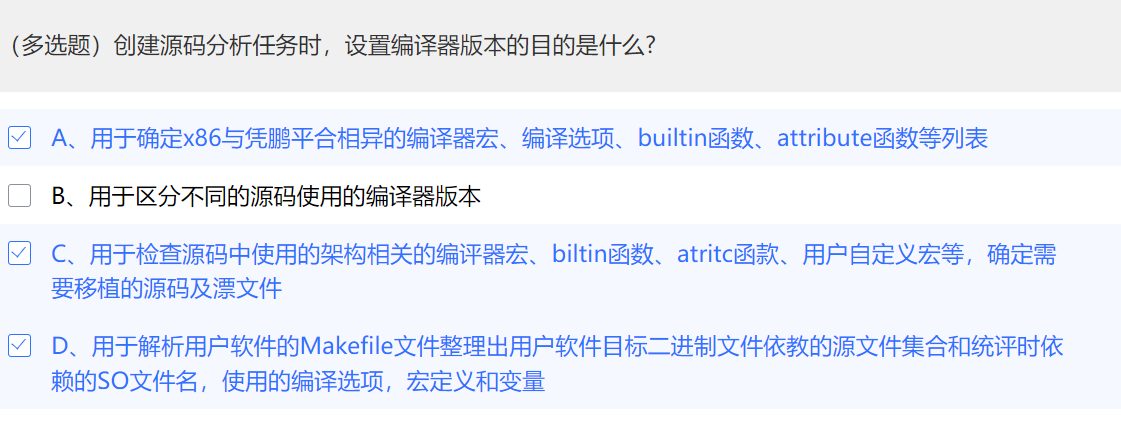 （多选题）创建源码分析任务时，设置编译器版本的目的是什么?
A、用于确定x86与凭鹏平合相异的编译器宏、编译选项、builtin函数、attribute函数等列表
B、用于区分不同的源码使用的编译器版本
C、用于检查源码中使用的架构相关的编评器宏、biltin函数、atritc函款、用户自定义宏等，确定需
要移植的源码及漂文件
D、用于解析用户软件的Makefile文件整理出用户软件目标二进制文件依教的源文件集合和统评时依
赖的SO文件名，使用的编译选项，宏定义和变量